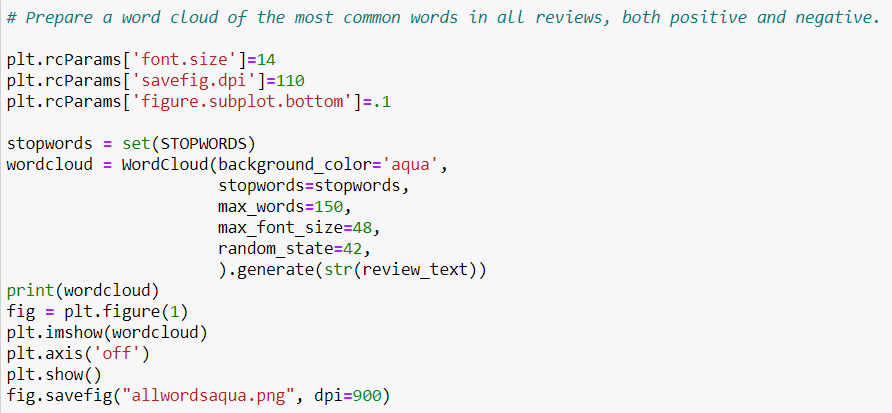 # Prepare a word cloud of the most common words in all reviews, both positive and negative.

plt.rcParams['font.size']=14
plt.rcParams['savefig.dpi']=110
plt.rcParams['figure.subplot.bottom']=.1

stopwords = set(STOPWORDS)
wordcloud = WordCloud(background_color='aqua',
                      stopwords=stopwords,
                      max_words=150,
                      max_font_size=48,
                      random_state=42,
                      ).generate(str(review_text))
print(wordcloud)
fig = plt.figure(1)
plt.imshow(wordcloud)
plt.axis('off')
plt.show()
fig.savefig("allwordsaqua.png", dpi=900)